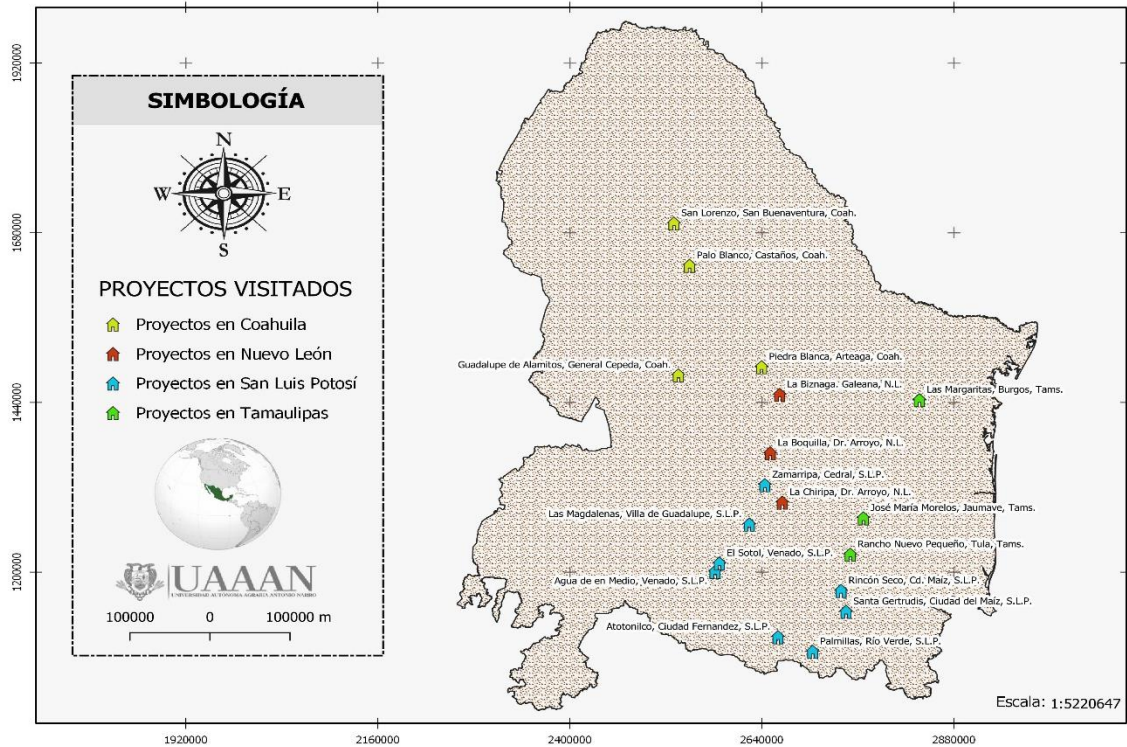 SIMBOLOGÍA
N
W
E
S
PROYECTOS VISITADOS
Proyectos en Coahuila
Proyectos en Nuevo León
Proyectos en San Luis Potosí
Proyectos en Tamaulipas
UAAAN
UNIVERSIDAD AUTÓNOMA AGRARIA ANTONIO NARRO
100000 0 100000 m
San Lorenzo, San Buenaventura, Coah.
Palo Blanco, Castaños, Coah.
Piedra Blanca, Arteaga, Coah.
Guadalupe de Alamitos, General Cepeda, Coah.
La Biznaga. Galeana, N.L.
Las Margaritas, Burgos, Tams.
La Boquilla, Dr. Arroyo, N.L.
Zamarripa, Cedral, S.L.P.
La Chiripa, Dr. Arroyo, N.L.
Las Magdalenas, Villa de Guadalupe, S.L.P.
José María Morelos, Jaumave, Tams.
El Sotol, Venado, S.L.P.
Rancho Nuevo Pequeño, Tula, Tams.
Agua de en Medio, Venado, S.L.P.
Rincón Seco, Cd. Maíz, S.L.P.
Santa Gertrudis, Ciudad del Maíz, S.L.P.
Atotonilco, Ciudad Fernandez, S.L.P.
Palmillas, Río Verde, S.L.P.
Escala: 1:5220647
1920000
1680000
1440000
1200000
1920000 2160000 2400000 2640000 2880000